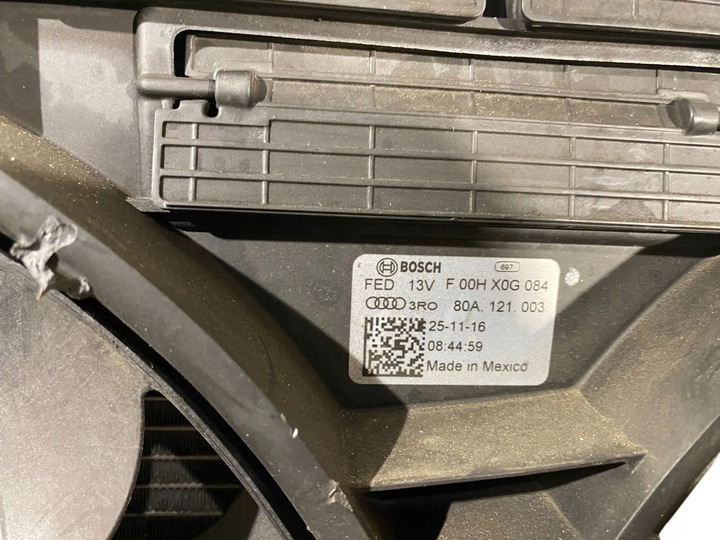 BOSCH 697
FED 13V F 00H X0G 084
3RO 80A. 121. 003
25-11-16
08:44:59
Made in Mexico